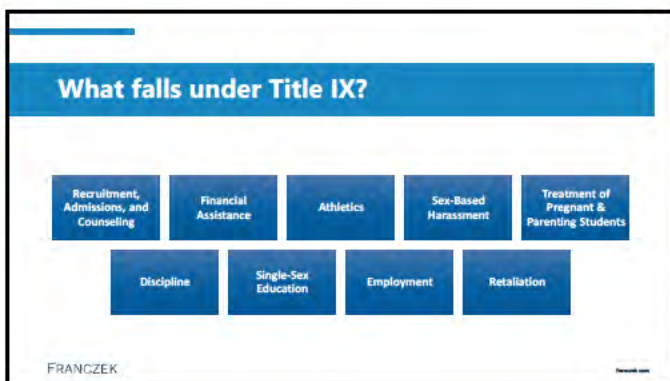 What falls under Title IX?
Recruitment,
Admissions, and
Counseling
Financial
Assistance
Athletics
Sex-Based
Harassment
Treatment of
Pregnant &
Parenting Students
Discipline
Single-Sex
Education
Employment
Retaliation
FRANCZEK